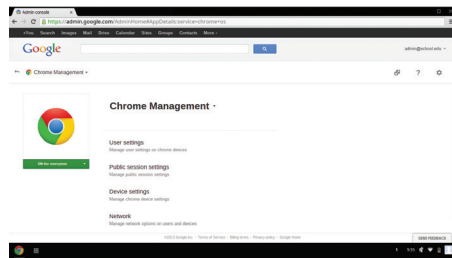 Admin console
https://admin.google.com/AdminHome#AppDetails:service=chrome+os
+You Search Images Mail Drive Calendar Sites Groups Contacts More
Google
admin@school.edu
Chrome Management
?
Chrome Management
User settings
Manage user settings on chrome devices
Public session settings
Manage public session settings
ON for everyone
Device settings
Manage chrome device settings
Network
Manage network options on users and devices
©2013 Google Inc. - Terms of Service - Billing terms - Privacy policy - Google Home
SEND FEEDBACK